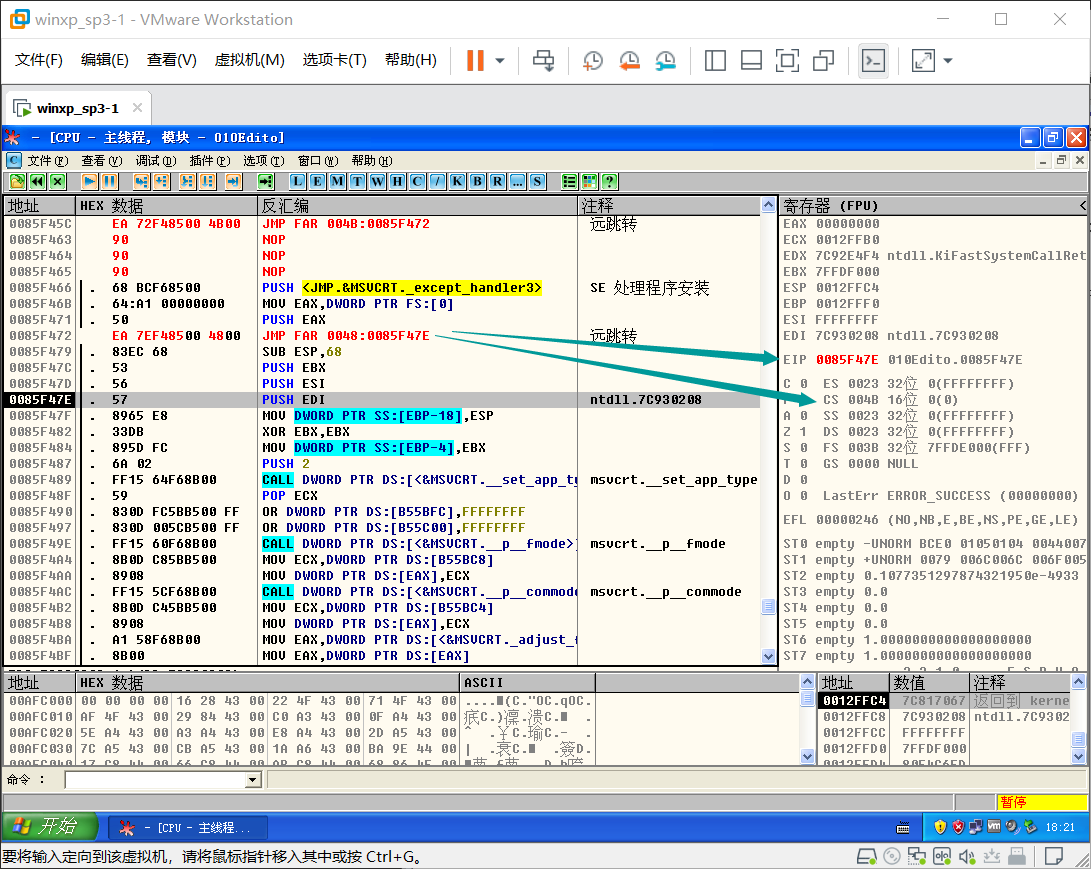 winxp_sp3-1 - VMware Workstation
文件(F) 编辑(E) 查看(V) 虚拟机(M) 选项卡(T) 帮助(H)
winxp_sp3-1
- [CPU - 主线程, 模块 - 010Edito]
C 文件(F) 查看(V) 调试(D) 插件(P) 选项(T) 窗口(W) 帮助(H)
L E M T W H C / K B R ... S ?
地址 HEX 数据 反汇编 注释
0085F45C EA 72F48500 4B00 JMP FAR 004B:0085F472 远跳转
0085F463 90 NOP
0085F464 90 NOP
0085F465 90 NOP
0085F466 . 68 BCF68500 PUSH <JMP.&MSVCRT._except_handler3> SE 处理程序安装
0085F46B . 64:A1 00000000 MOV EAX,DWORD PTR FS:[0]
0085F471 . 50 PUSH EAX
0085F472 EA 7EF48500 4800 JMP FAR 0048:0085F47E 远跳转
0085F479 . 83EC 68 SUB ESP,68
0085F47C . 53 PUSH EBX
0085F47D . 56 PUSH ESI
0085F47E . 57 PUSH EDI ntdll.7C930208
0085F47F . 8965 E8 MOV DWORD PTR SS:[EBP-18],ESP
0085F482 . 33DB XOR EBX,EBX
0085F484 . 895D FC MOV DWORD PTR SS:[EBP-4],EBX
0085F487 . 6A 02 PUSH 2
0085F489 . FF15 64F68B00 CALL DWORD PTR DS:[<&MSVCRT.__set_app_ty msvcrt.__set_app_type
0085F48F . 59 POP ECX
0085F490 . 830D FC5BB500 FF OR DWORD PTR DS:[B55BFC],FFFFFFFF
0085F497 . 830D 005CB500 FF OR DWORD PTR DS:[B55C00],FFFFFFFF
0085F49E . FF15 60F68B00 CALL DWORD PTR DS:[<&MSVCRT.__p__fmode>] msvcrt.__p__fmode
0085F4A4 . 8B0D C85BB500 MOV ECX,DWORD PTR DS:[B55BC8]
0085F4AA . 8908 MOV DWORD PTR DS:[EAX],ECX
0085F4AC . FF15 5CF68B00 CALL DWORD PTR DS:[<&MSVCRT.__p__commode msvcrt.__p__commode
0085F4B2 . 8B0D C45BB500 MOV ECX,DWORD PTR DS:[B55BC4]
0085F4B8 . 8908 MOV DWORD PTR DS:[EAX],ECX
0085F4BA . A1 58F68B00 MOV EAX,DWORD PTR DS:[<&MSVCRT._adjust_f
0085F4BF . 8B00 MOV EAX,DWORD PTR DS:[EAX]
寄存器 (FPU) <
EAX 00000000
ECX 0012FFB0
EDX 7C92E4F4 ntdll.KiFastSystemCallRet
EBX 7FFDF000
ESP 0012FFC4
EBP 0012FFF0
ESI FFFFFFFF
EDI 7C930208 ntdll.7C930208
EIP 0085F47E 010Edito.0085F47E
C 0 ES 0023 32位 0(FFFFFFFF)
CS 004B 16位 0(0)
A 0 SS 0023 32位 0(FFFFFFFF)
Z 1 DS 0023 32位 0(FFFFFFFF)
S 0 FS 003B 32位 7FFDE000(FFF)
T 0 GS 0000 NULL
D 0
O 0 LastErr ERROR_SUCCESS (00000000)
EFL 00000246 (NO,NB,E,BE,NS,PE,GE,LE)
ST0 empty -UNORM BCE0 01050104 0044007
ST1 empty +UNORM 0079 006C006C 006F005
ST2 empty 0.1077351297874321950e-4933
ST3 empty 0.0
ST4 empty 0.0
ST5 empty 0.0
ST6 empty 1.0000000000000000000
ST7 empty 1.0000000000000000000
地址 HEX 数据 ASCII
00AFC000 00 00 00 00 16 28 43 00 22 4F 43 00 71 4F 43 00
00AFC010 AF 4F 43 00 29 84 43 00 C0 A3 43 00 0F A4 43 00
00AFC020 5E A4 43 00 A3 A4 43 00 E8 A4 43 00 2D A5 43 00
00AFC030 7C A5 43 00 CB A5 43 00 1A A6 43 00 BA 9E 44 00
地址 数值 注释
0012FFC4 7C817067 返回到 kerne
0012FFC8 7C930208 ntdll.7C9302
0012FFCC FFFFFFFF
0012FFD0 7FFDF000
命令 :
暂停
开始 - [CPU - 主线程... 18:21
要将输入定向到该虚拟机，请将鼠标指针移入其中或按 Ctrl+G。